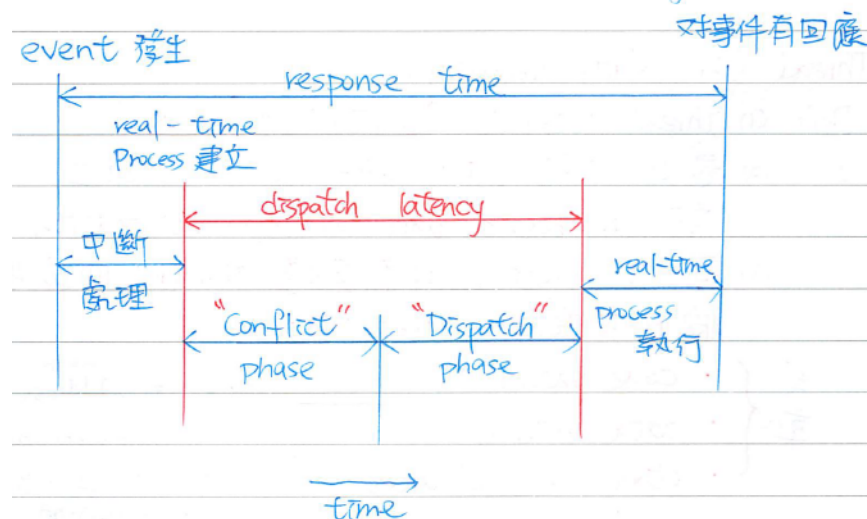 对事件有回應
event 發生
response time
real-time
Process 建立
dispatch latency
中斷
處理
real-time
process
執行
"Conflict"
phase
"Dispatch"
phase
time